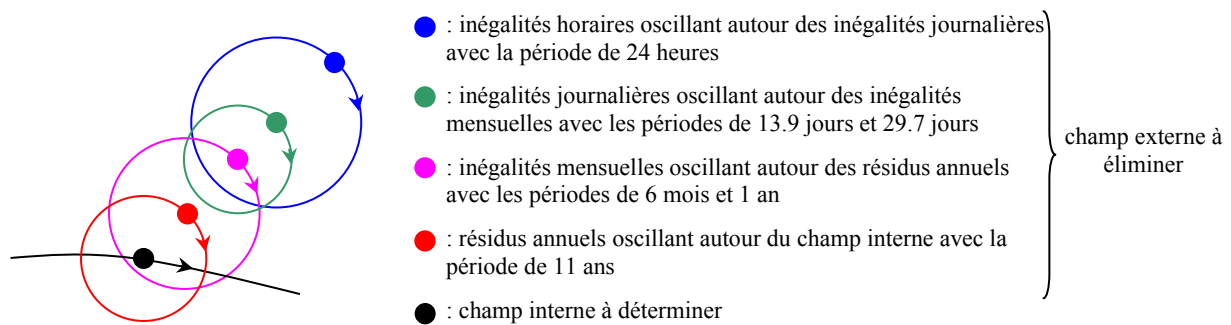 : inégalités horaires oscillant autour des inégalités journalières
avec la période de 24 heures
: inégalités journalières oscillant autour des inégalités
mensuelles avec les périodes de 13.9 jours et 29.7 jours
: inégalités mensuelles oscillant autour des résidus annuels
avec les périodes de 6 mois et 1 an
: résidus annuels oscillant autour du champ interne avec la
période de 11 ans
: champ interne à déterminer
champ externe à
éliminer